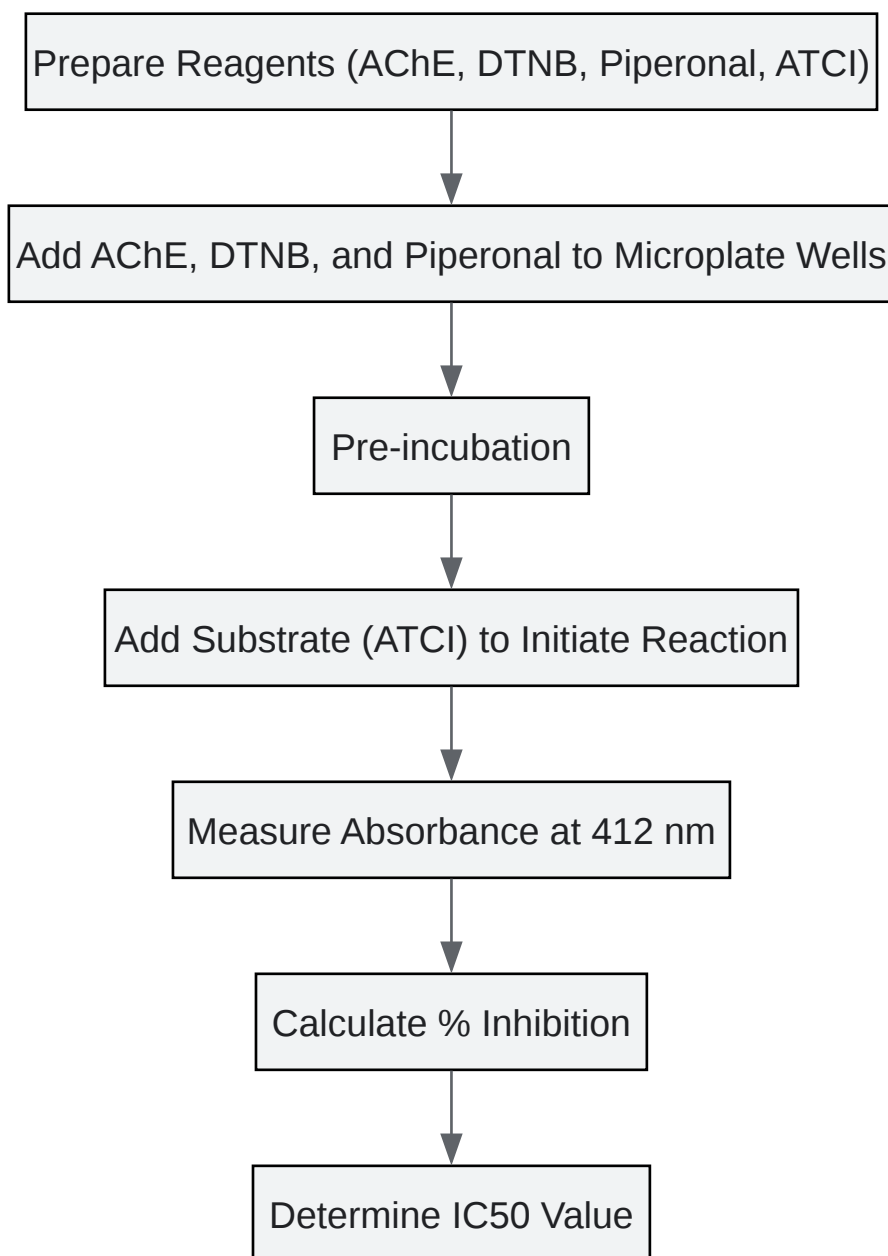 Prepare Reagents (AChE, DTNB, Piperonal, ATCI)
Add AChE, DTNB, and Piperonal to Microplate Wells
Pre-incubation
Add Substrate (ATCI) to Initiate Reaction
Measure Absorbance at 412 nm
Calculate % Inhibition
Determine IC50 Value